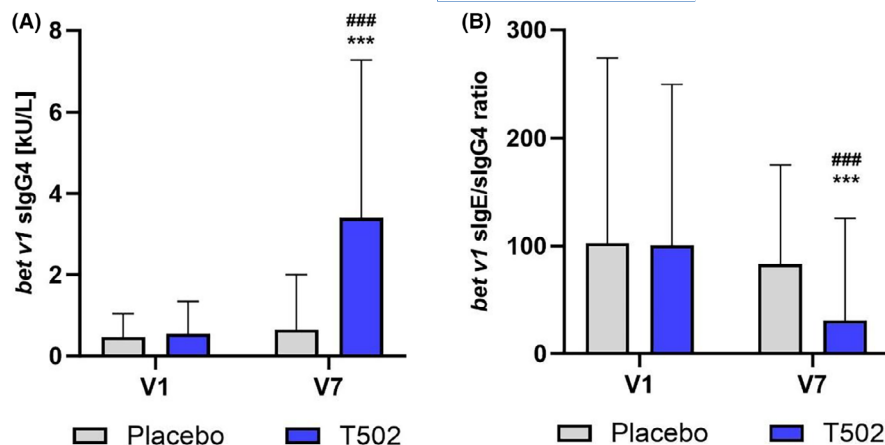 (A)
bet v1 sIgG4 [kU/L]
8
6
4
2
0
###
***
V1 V7
Placebo T502
(B)
bet v1 sIgE/sIgG4 ratio
300
200
100
0
###
***
V1 V7
Placebo T502